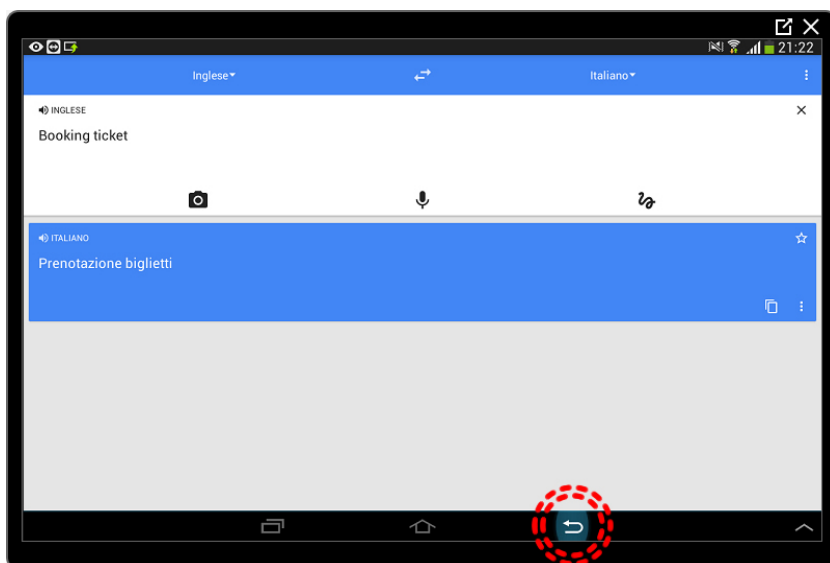 21:22
Inglese
Italiano
INGLESE
Booking ticket
ITALIANO
Prenotazione biglietti